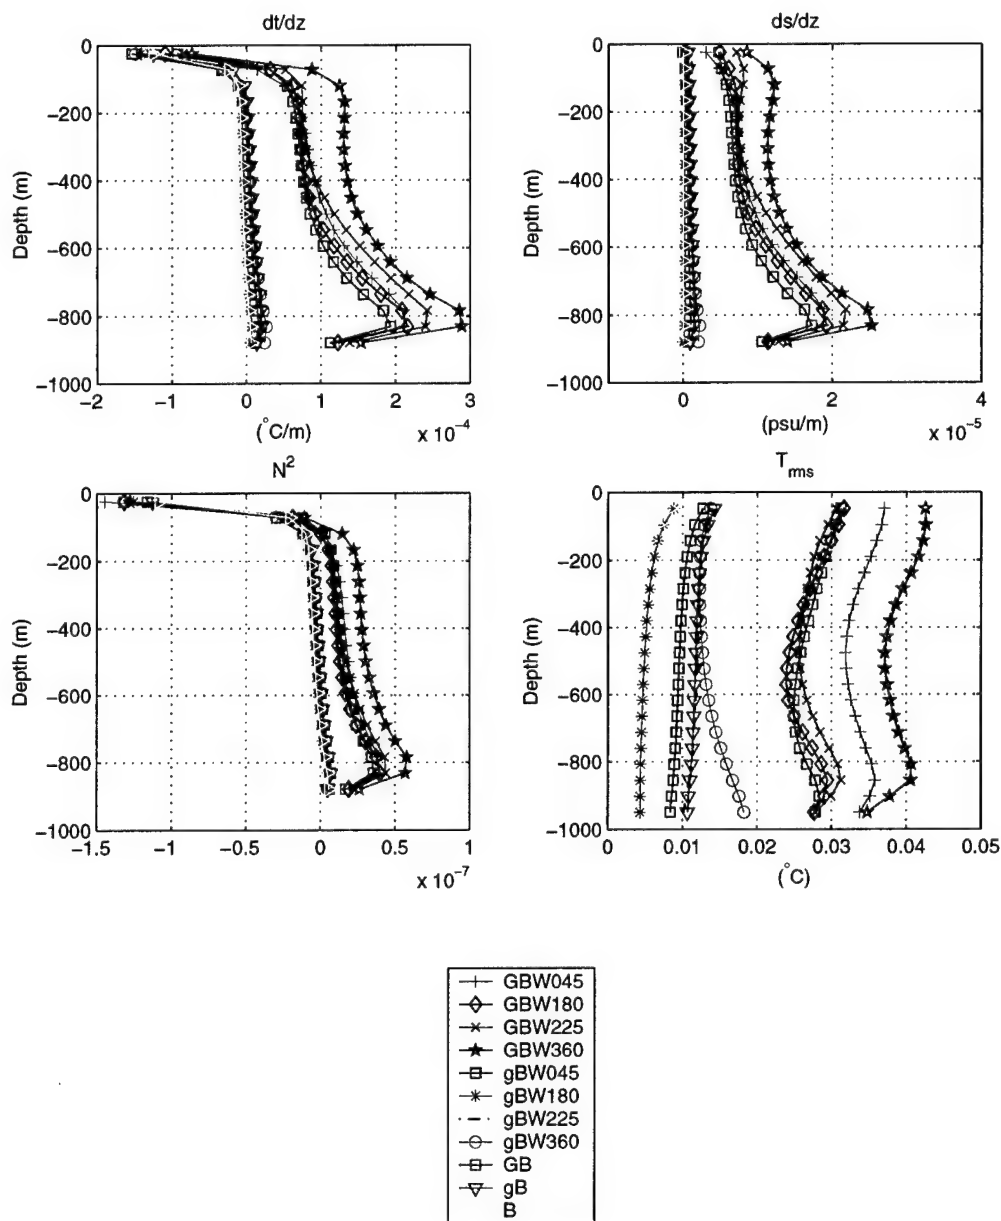 dt/dz
ds/dz
0
−200
−400
−600
−800
−1000
Depth (m)
−2
−1
0
1
2
3
(°C/m)
x 10⁻⁴
0
−200
−400
−600
−800
−1000
Depth (m)
0
2
4
(psu/m)
x 10⁻⁵
N²
T_rms
0
−200
−400
−600
−800
−1000
Depth (m)
−1.5
−1
−0.5
0
0.5
1
x 10⁻⁷
0
−200
−400
−600
−800
−1000
Depth (m)
0
0.01
0.02
0.03
0.04
0.05
(°C)
GBW045
GBW180
GBW225
GBW360
gBW045
gBW180
gBW225
gBW360
GB
gB
B